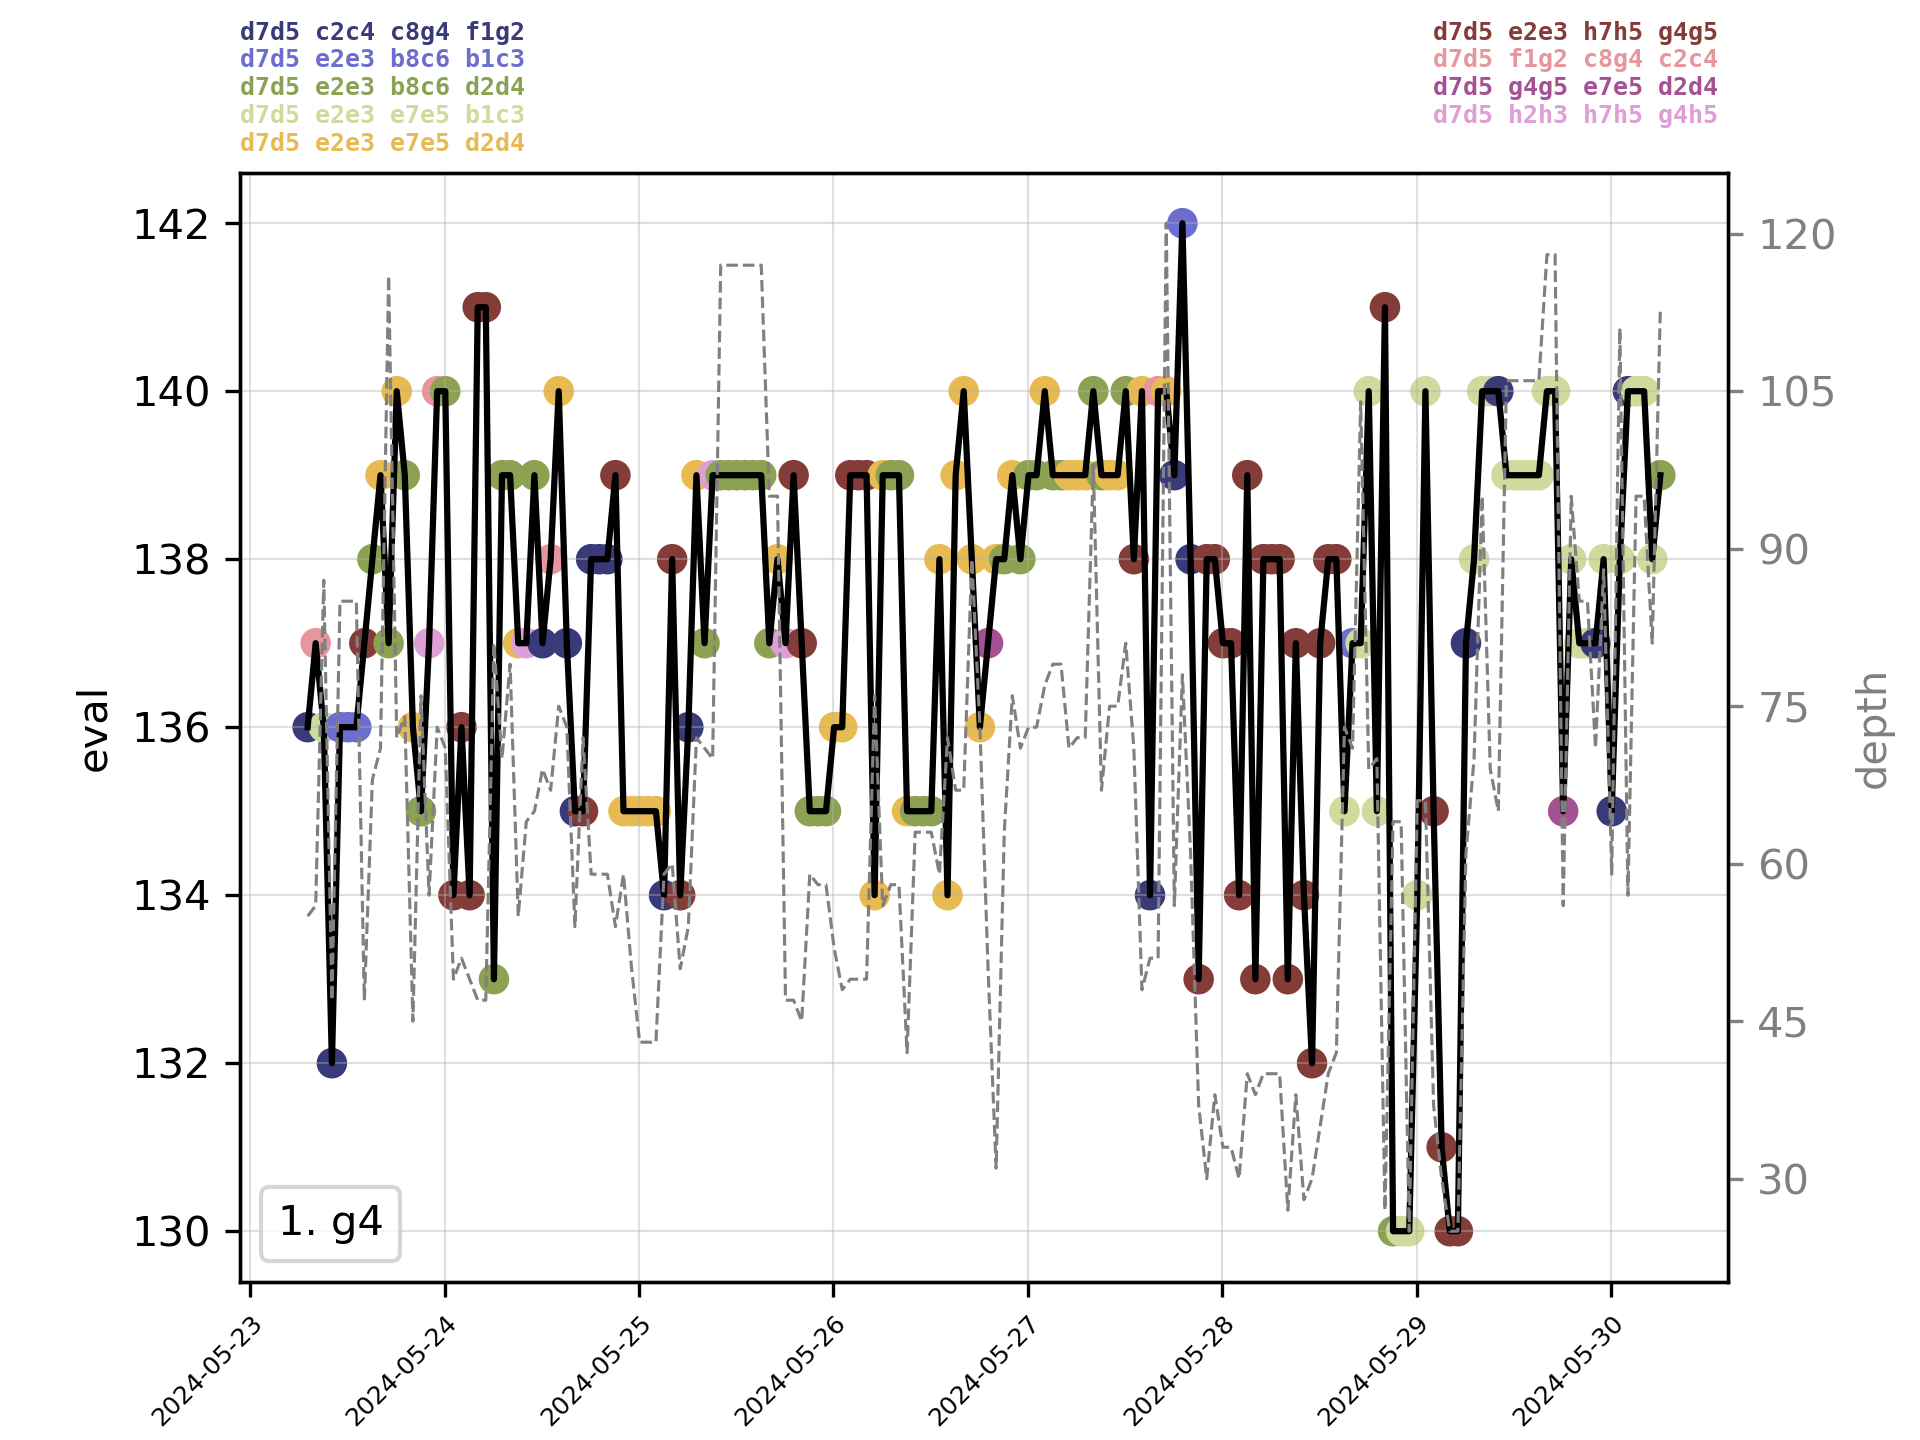 d7d5 c2c4 c8g4 f1g2
d7d5 e2e3 b8c6 b1c3
d7d5 e2e3 b8c6 d2d4
d7d5 e2e3 e7e5 b1c3
d7d5 e2e3 e7e5 d2d4
d7d5 e2e3 h7h5 g4g5
d7d5 f1g2 c8g4 c2c4
d7d5 g4g5 e7e5 d2d4
d7d5 h2h3 h7h5 g4h5
142
140
138
136
134
132
130
eval
120
105
90
75
60
45
30
depth
1. g4
2024-05-23
2024-05-24
2024-05-25
2024-05-26
2024-05-27
2024-05-28
2024-05-29
2024-05-30